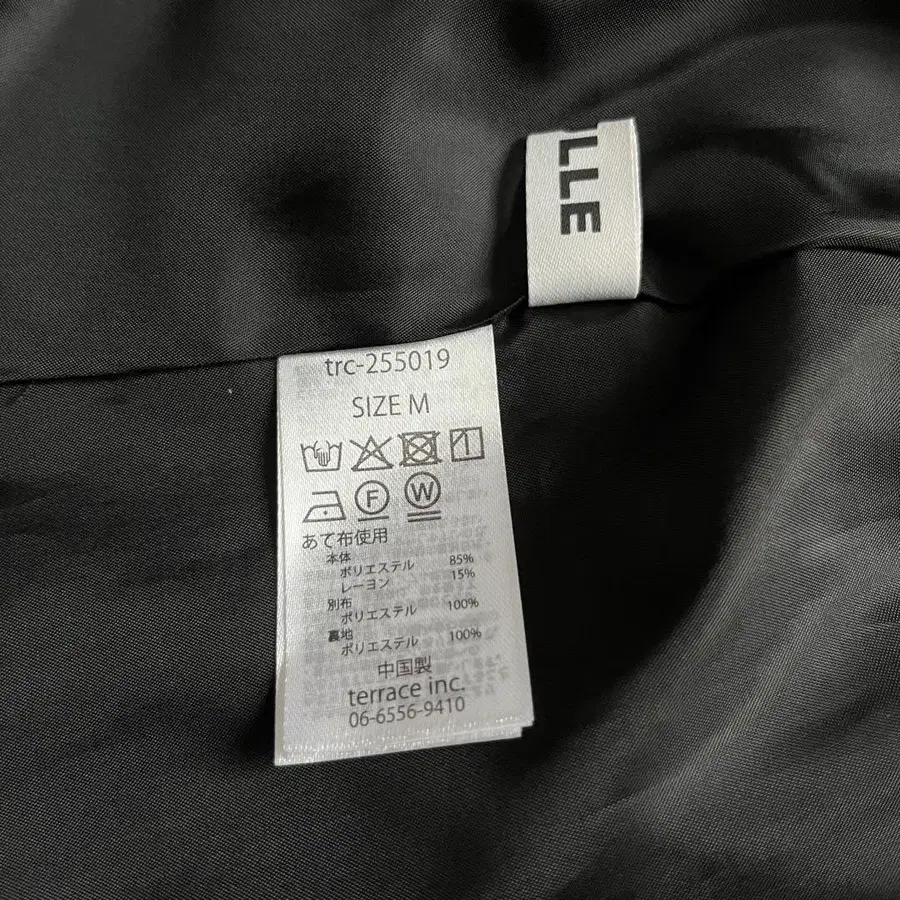 LLE
trc-255019
SIZE M
F W
あて布使用
本体
ポリエステル 85%
レーヨン 15%
別布
ポリエステル 100%
裏地
ポリエステル 100%
中国製
terrace inc.
06-6556-9410